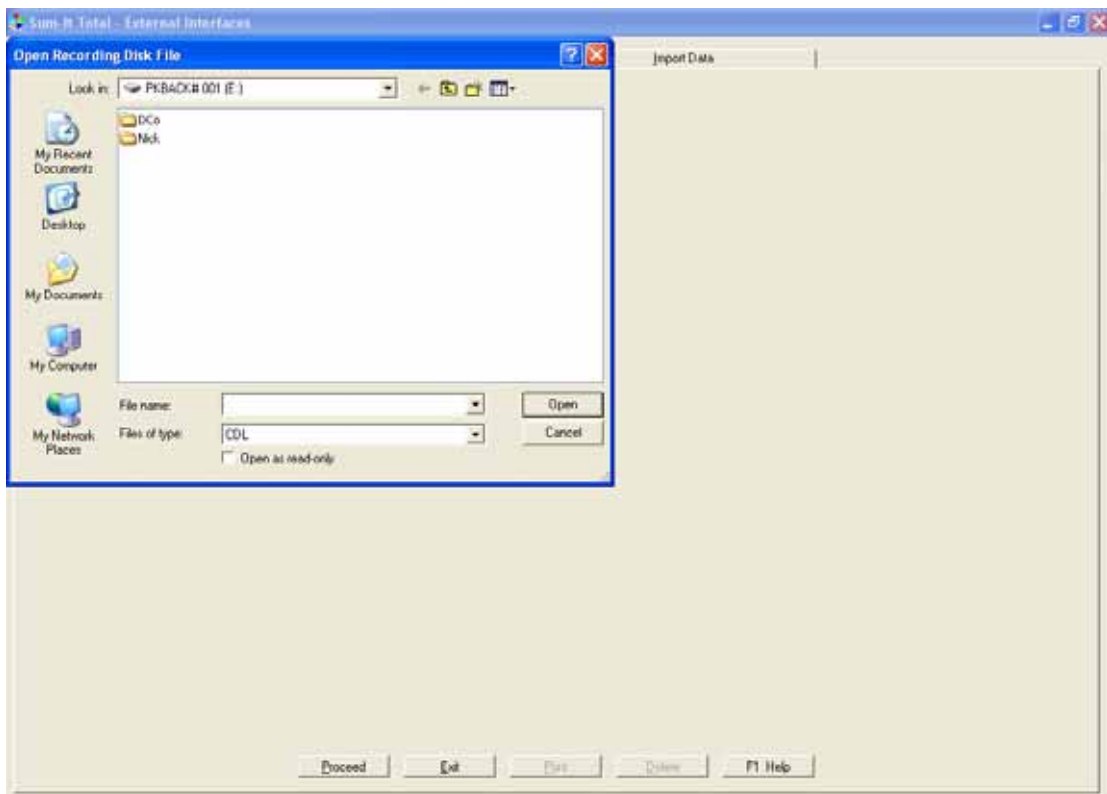 Sum-It Total - External Interfaces
Open Recording Disk File
Import Data
Look in:
PKBACK# 001 (E:)
DCo
Nick
My Recent
Documents
Desktop
My Documents
My Computer
My Network
Places
File name:
Open
Files of type:
CDL
Cancel
Open as read-only
Proceed
Exit
Print
Delete
F1 Help